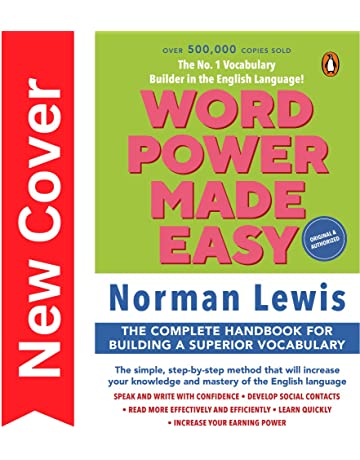 New Cover
OVER 500,000 COPIES SOLD
The No. 1 Vocabulary
Builder in the English Language!
WORD
POWER
MADE
EASY
ORIGINAL &
AUTHORIZED
Norman Lewis
THE COMPLETE HANDBOOK FOR
BUILDING A SUPERIOR VOCABULARY
The simple, step-by-step method that will increase
your knowledge and mastery of the English language
SPEAK AND WRITE WITH CONFIDENCE • DEVELOP SOCIAL CONTACTS
• READ MORE EFFECTIVELY AND EFFICIENTLY • LEARN QUICKLY
• INCREASE YOUR EARNING POWER